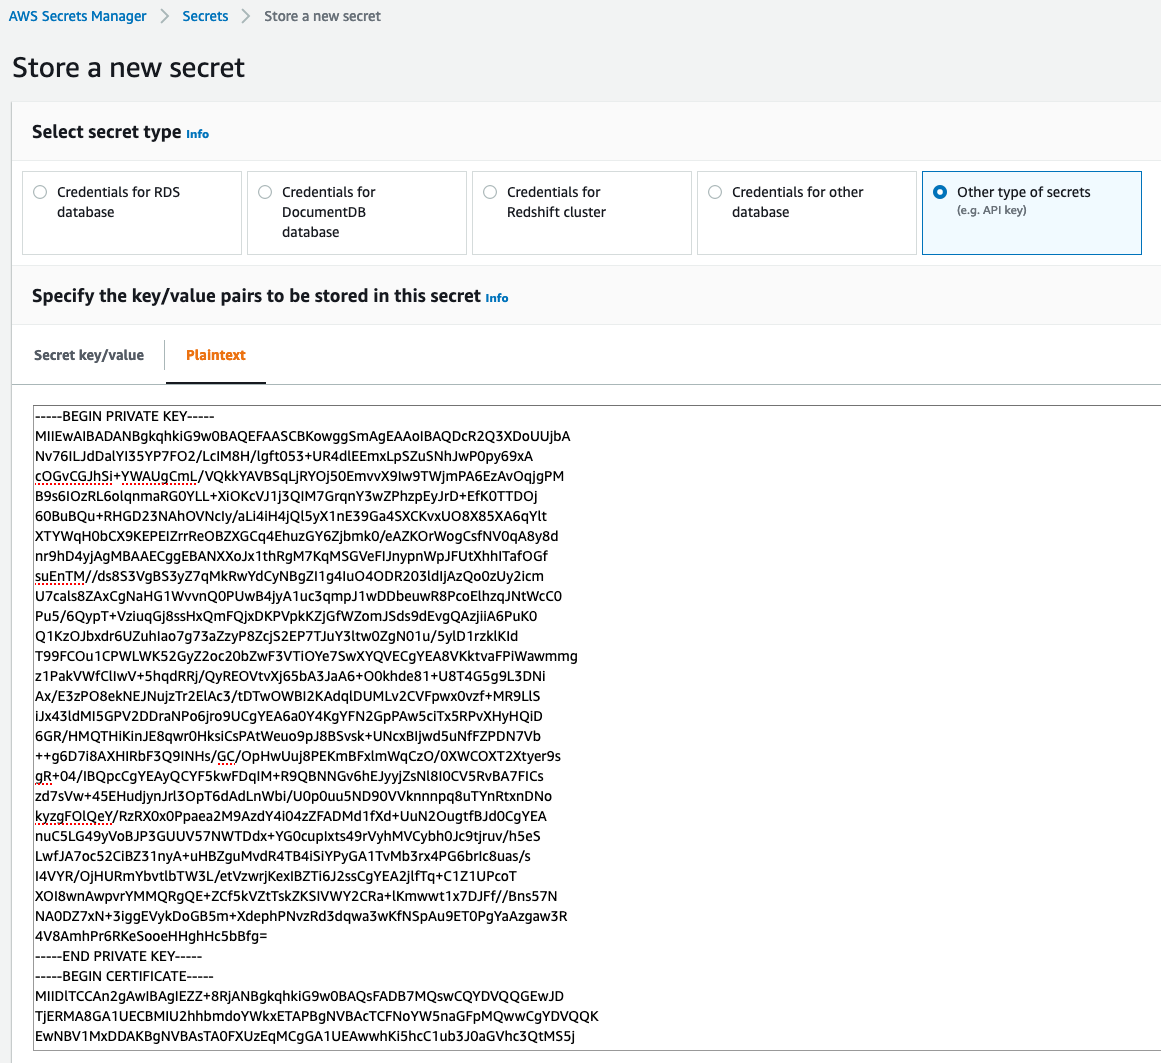 AWS Secrets Manager > Secrets > Store a new secret
Store a new secret
Select secret type Info
Credentials for RDS database
Credentials for DocumentDB database
Credentials for Redshift cluster
Credentials for other database
Other type of secrets
(e.g. API key)
Specify the key/value pairs to be stored in this secret Info
Secret key/value
Plaintext
-----BEGIN PRIVATE KEY-----
MIIEwAIBADANBgkqhkiG9w0BAQEFAASCBKowggSmAgEAAoIBAQDcR2Q3XDoUUjbA
Nv76ILJdDalYI35YP7FO2/LcIM8H/lgft053+UR4dlEEmxLpSZuSNhJwP0py69xA
cOGvCGJhSi+YWAUgCmL/VQkkYAVBSqLjRYOj50EmvvX9Iw9TWjmPA6EzAvOqjgPM
B9s6IOzRL6olqnmaRG0YLL+XiOKcVJ1j3QIM7GrqnY3wZPhzpEyJrD+EfK0TTDOj
60BuBQu+RHGD23NAhOVNcIy/aLi4iH4jQl5yX1nE39Ga4SXCKvxUO8X85XA6qYlt
XTYWqH0bCX9KEPEIZrrReOBZXGCq4EhuzGY6Zjbmk0/eAZKOrWogCsfNV0qA8y8d
nr9hD4yjAgMBAAECggEBANXXoJx1thRgM7KqMSGVeFIJnypnWpJFUtXhhITafOGf
suEnTM//ds8S3VgBS3yZ7qMkRwYdCyNBgZI1g4IuO4ODR203ldIjAzQo0zUy2icm
U7cals8ZAxCgNaHG1WvvnQ0PUwB4jyA1uc3qmpJ1wDDbeuwR8PcoElhzqJNtWcC0
Pu5/6QypT+VziuqGj8ssHxQmFQjxDKPVpkKZjGfWZomJSds9dEvgQAzjiiA6PuK0
Q1KzOJbxdr6UZuhIao7g73aZzyP8ZcjS2EP7TJuY3ltw0ZgN01u/5ylD1rzklKId
T99FCOu1CPWLWK52GyZ2oc20bZwF3VTiOYe7SwXYQVECgYEA8VKktvaFPiWawmmg
z1PakVWfClIwV+5hqdRRj/QyREOVtvXj65bA3JaA6+O0khde81+U8T4G5g9L3DNi
Ax/E3zPO8ekNEJNujzTr2ElAc3/tDTwOWBI2KAdqlDUMLv2CVFpwx0vzf+MR9LlS
iJx43ldMI5GPV2DDraNPo6jro9UCgYEA6a0Y4KgYFN2GpPAw5ciTx5RPvXHyHQiD
6GR/HMQTHiKinJE8qwr0HksiCsPAtWeuo9pJ8BSvsk+UNcxBIjwd5uNfFZPDN7Vb
++g6D7i8AXHIRbF3Q9INHs/GC/OpHwUuj8PEKmBFxlmWqCzO/0XWCOXT2Xtyer9s
gR+04/IBQpcCgYEAyQCYF5kwFDqIM+R9QBNNGv6hEJyyjZsNl8I0CV5RvBA7FICs
zd7sVw+45EHudjynJrl3OpT6dAdLnWbi/U0p0uu5ND90VVknnnpq8uTYnRtxnDNo
kyzgFOlQeY/RzRX0x0Ppaea2M9AzdY4i04zZFADMd1fXd+UuN2OugtfBJd0CgYEA
nuC5LG49yVoBJP3GUUV57NWTDdx+YG0cupIxts49rVyhMVCybh0Jc9tjruv/h5eS
LwfJA7oc52CiBZ31nyA+uHBZguMvdR4TB4iSiYPyGA1TvMb3rx4PG6brIc8uas/s
I4VYR/OjHURmYbvtlbTW3L/etVzwrjKexIBZTi6J2ssCgYEA2jlfTq+C1Z1UPcoT
XOI8wnAwpvrYMMQRgQE+ZCf5kVZtTskZKSIVWY2CRa+lKmwwt1x7DJFf//Bns57N
NA0DZ7xN+3iggEVykDoGB5m+XdephPNvzRd3dqwa3wKfNSpAu9ET0PgYaAzgaw3R
4V8AmhPr6RKeSooeHHghHc5bBfg=
-----END PRIVATE KEY-----
-----BEGIN CERTIFICATE-----
MIIDlTCCAn2gAwIBAgIEZZ+8RjANBgkqhkiG9w0BAQsFADB7MQswCQYDVQQGEwJD
TjERMA8GA1UECBMIU2hhbmdoYWkxETAPBgNVBAcTCFNoYW5naGFpMQwwCgYDVQQK
EwNBV1MxDDAKBgNVBAsTA0FXUzEqMCgGA1UEAwwhKi5hcC1ub3J0aGVhc3QtMS5j